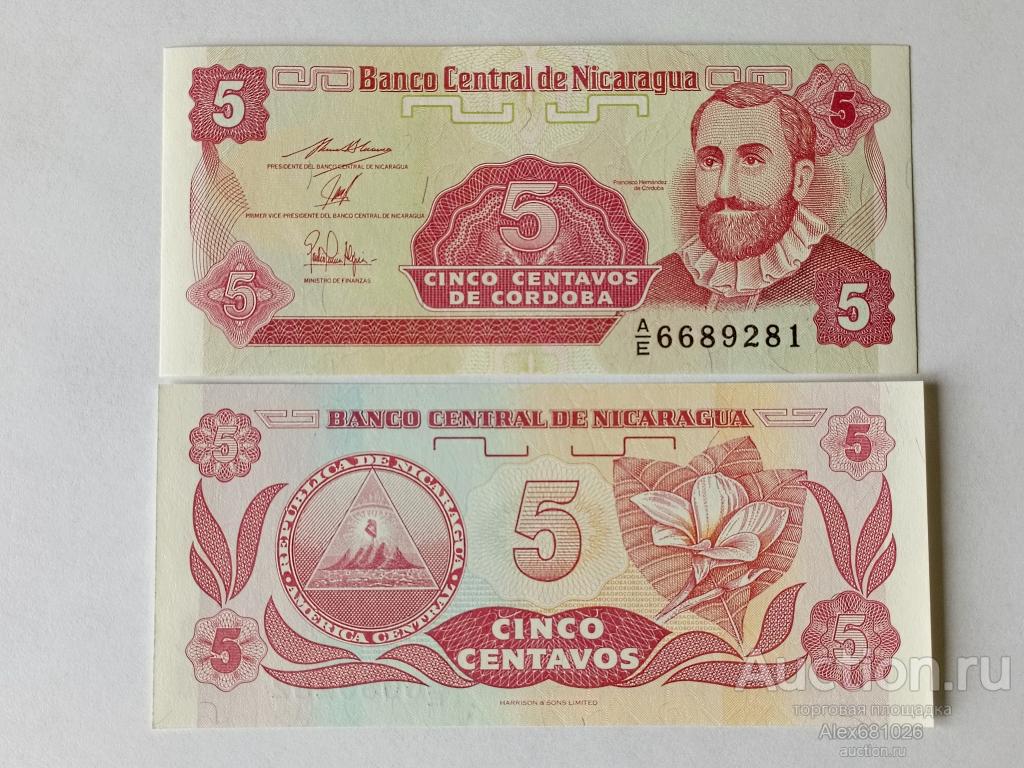 Banco Central de Nicaragua
5
5
PRESIDENTE DEL BANCO CENTRAL DE NICARAGUA
Francisco Hernández
de Córdoba
PRIMER VICE-PRESIDENTE DEL BANCO CENTRAL DE NICARAGUA
5
MINISTRO DE FINANZAS
5
CINCO CENTAVOS
DE CORDOBA
5
A/E 6689281
BANCO CENTRAL DE NICARAGUA
5
5
REPUBLICA DE NICARAGUA
AMERICA CENTRAL
5
5
CINCO
CENTAVOS
5
HARRISON & SONS LIMITED
Auction.ru
торговая площадка
Alex681026
auction.ru